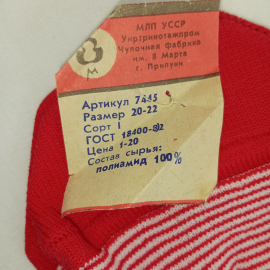 МЛП УССР
Укртрикотажпром
Чулочная фабрика
им. 8 Марта
г. Прилуки
М
Артикул 7445
Размер 20-22
Сорт I
ГОСТ 16400-82
Цена 1-20
Состав сырья:
полиамид 100%